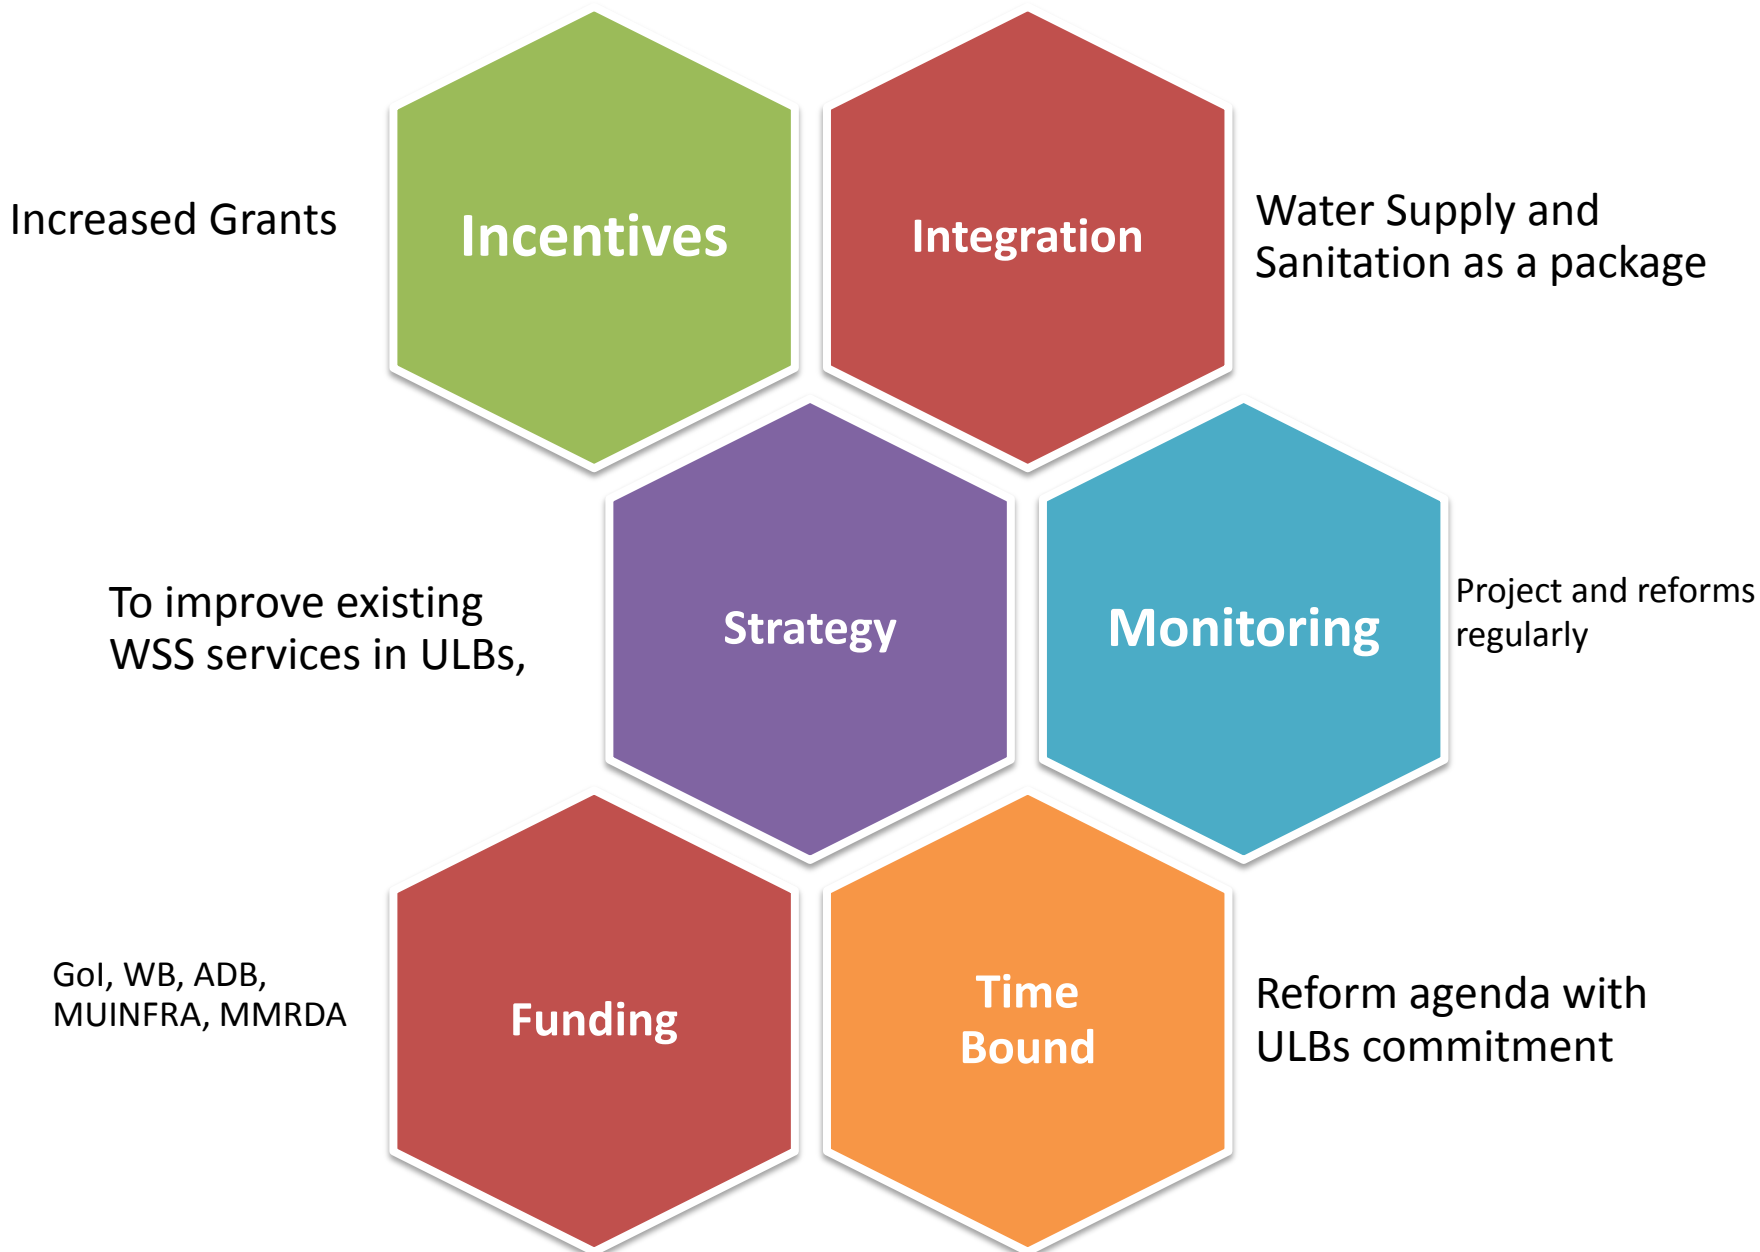 Increased Grants
Incentives
Integration
Water Supply and
Sanitation as a package
To improve existing
WSS services in ULBs,
Strategy
Monitoring
Project and reforms
regularly
GoI, WB, ADB,
MUINFRA, MMRDA
Funding
Time
Bound
Reform agenda with
ULBs commitment